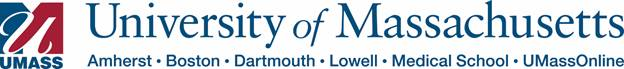 University of Massachusetts
UMASS
Amherst • Boston • Dartmouth • Lowell • Medical School • UMassOnline